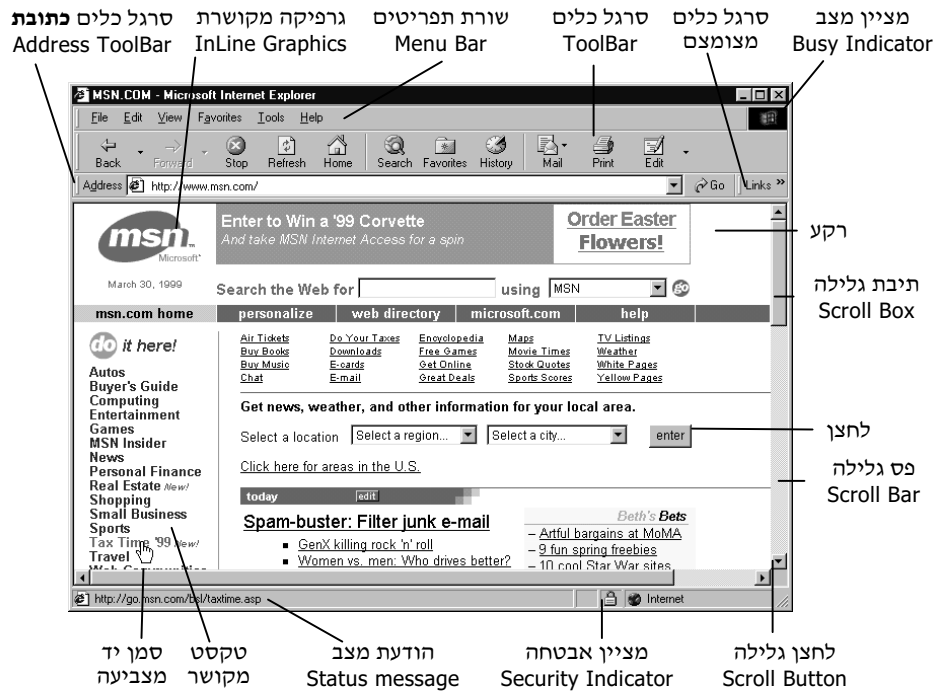 סרגל כלים כתובת
Address ToolBar
גרפיקה מקושרת
InLine Graphics
שורת תפריטים
Menu Bar
סרגל כלים
ToolBar
סרגל כלים
מצומצם
מציין מצב
Busy Indicator
MSN.COM - Microsoft Internet Explorer
File Edit View Favorites Tools Help
Back Forward Stop Refresh Home Search Favorites History Mail Print Edit
Address http://www.msn.com/ Go Links »
msn
Microsoft
Enter to Win a '99 Corvette
And take MSN Internet Access for a spin
Order Easter
Flowers!
רקע
March 30, 1999
Search the Web for using MSN go
תיבת גלילה
Scroll Box
msn.com home personalize web directory microsoft.com help
do it here!
Autos
Buyer's Guide
Computing
Entertainment
Games
MSN Insider
News
Personal Finance
Real Estate New!
Shopping
Small Business
Sports
Tax Time '99 New!
Travel
Web Communities
Air Tickets Do Your Taxes Encyclopedia Maps TV Listings
Buy Books Downloads Free Games Movie Times Weather
Buy Music E-cards Get Online Stock Quotes White Pages
Chat E-mail Great Deals Sports Scores Yellow Pages
Get news, weather, and other information for your local area.
Select a location Select a region... Select a city... enter
לחצן
Click here for areas in the U.S.
פס גלילה
Scroll Bar
today edit
Spam-buster: Filter junk e-mail
GenX killing rock 'n' roll
Women vs. men: Who drives better?
Beth's Bets
– Artful bargains at MoMA
– 9 fun spring freebies
– 10 cool Star War sites
http://go.msn.com/bsl/taxtime.asp Internet
סמן יד
מצביעה
טקסט
מקושר
הודעת מצב
Status message
מציין אבטחה
Security Indicator
לחצן גלילה
Scroll Button